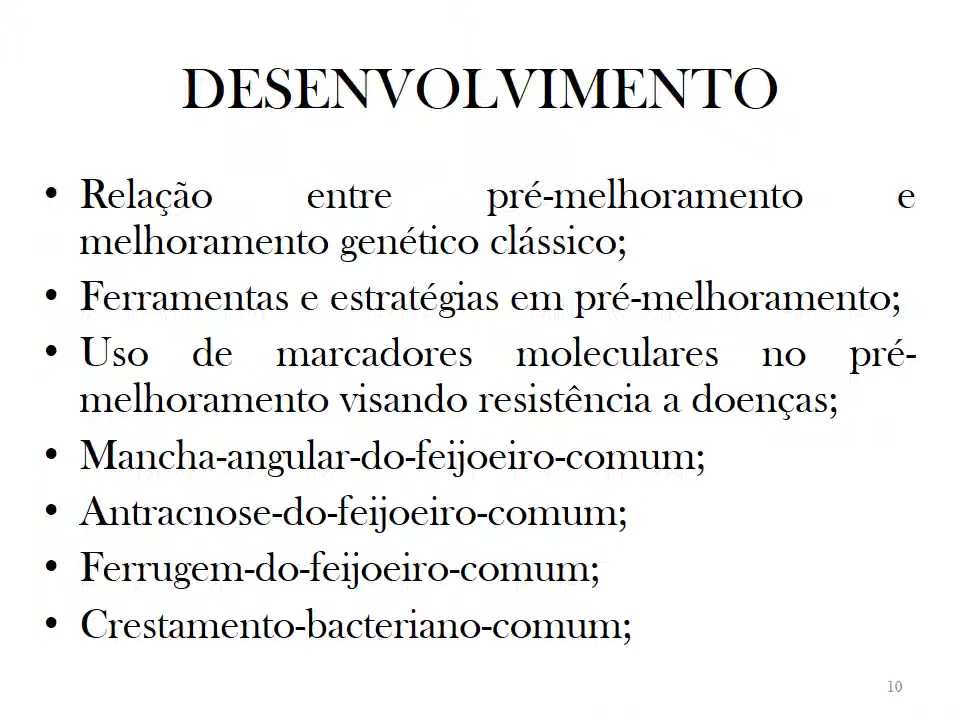 DESENVOLVIMENTO
• Relação entre pré-melhoramento e
melhoramento genético clássico;
• Ferramentas e estratégias em pré-melhoramento;
• Uso de marcadores moleculares no pré-
melhoramento visando resistência a doenças;
• Mancha-angular-do-feijoeiro-comum;
• Antracnose-do-feijoeiro-comum;
• Ferrugem-do-feijoeiro-comum;
• Crestamento-bacteriano-comum;
10